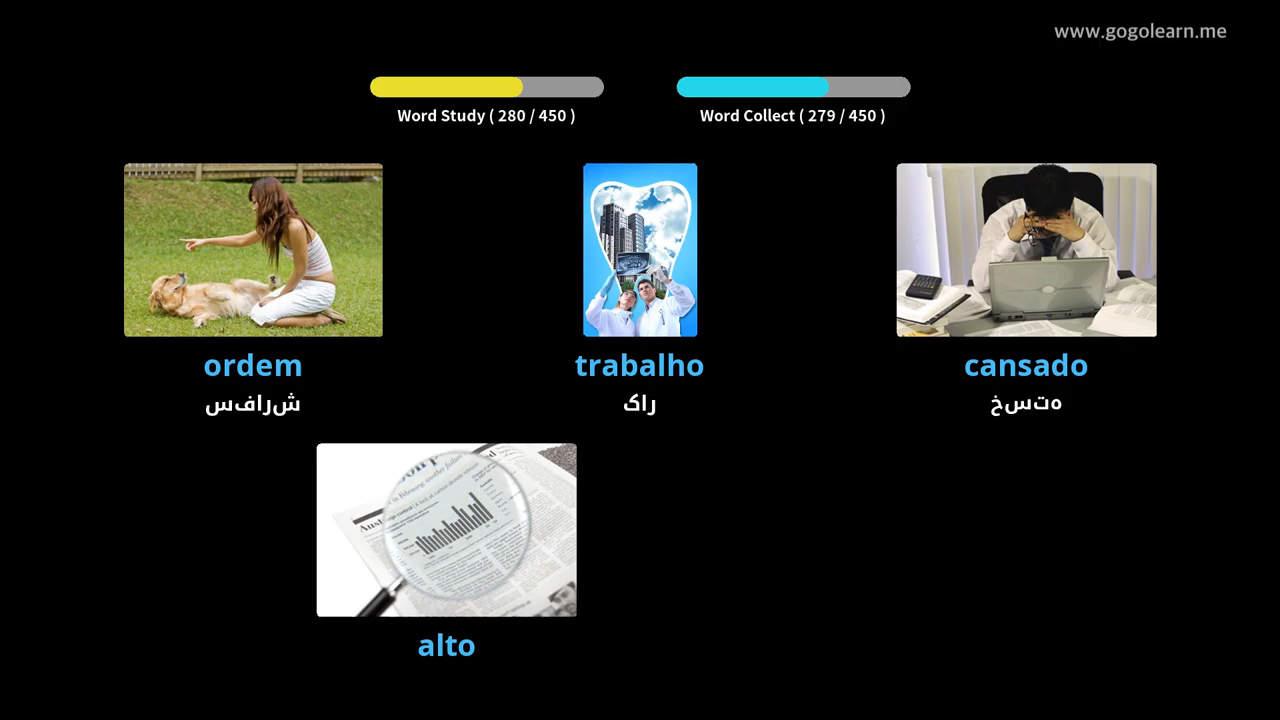 www.gogolearn.me
Word Study ( 280 / 450 )
Word Collect ( 279 / 450 )
ordem
trabalho
cansado
شرافس
راک
هتسخ
alto